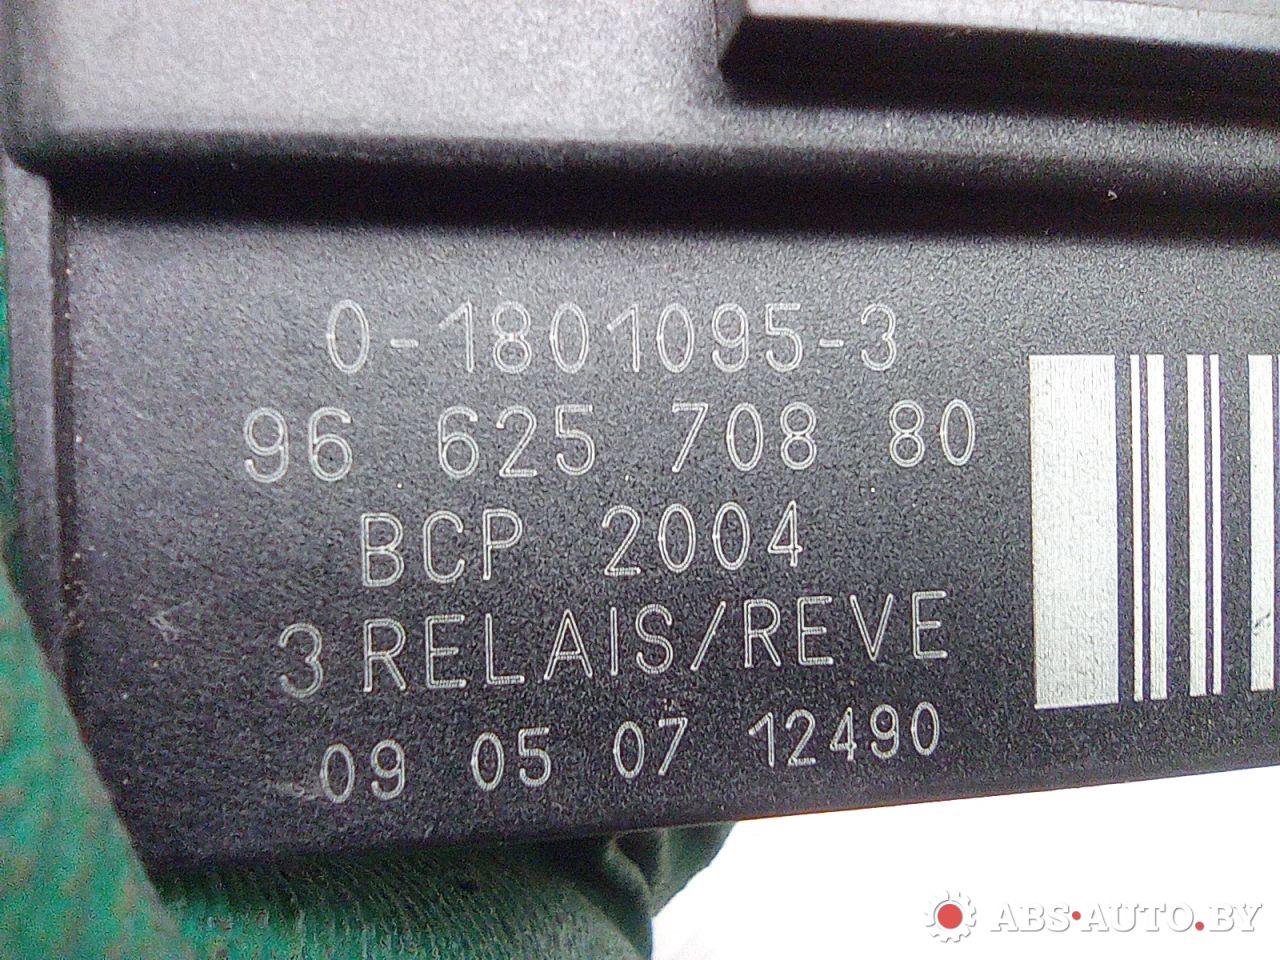 0-1801095-3
96 625 708 80
BCP 2004
3 RELAIS/REVE
09 05 07 12490
ABS·AUTO.BY